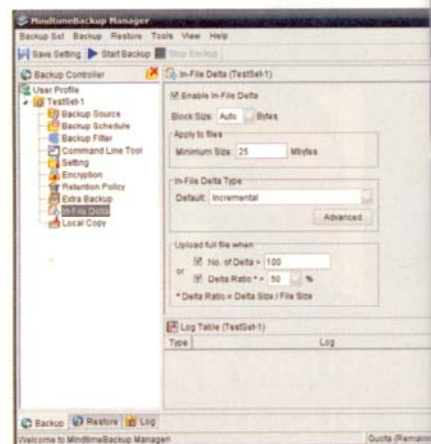 MindtimeBackup Manager
Backup Set Backup Restore Tools View Help
Save Setting Start Backup Stop Backup
Backup Controller
User Profile
TestSet-1
Backup Source
Backup Schedule
Backup Filter
Command Line Tool
Setting
Encryption
Retention Policy
Extra Backup
In-File Delta
Local Copy
In-File Delta (TestSet-1)
Enable In-File Delta
Block Size: Auto Bytes
Apply to files
Minimum Size: 25 Mbytes
In-File Delta Type
Default: Incremental
Advanced
Upload full file when
No. of Delta > 100
or
Delta Ratio * > 50 %
* Delta Ratio = Delta Size / File Size
Log Table (TestSet-1)
Type Log
Backup Restore Log
Welcome to MindtimeBackup Manager! Quota (Remain